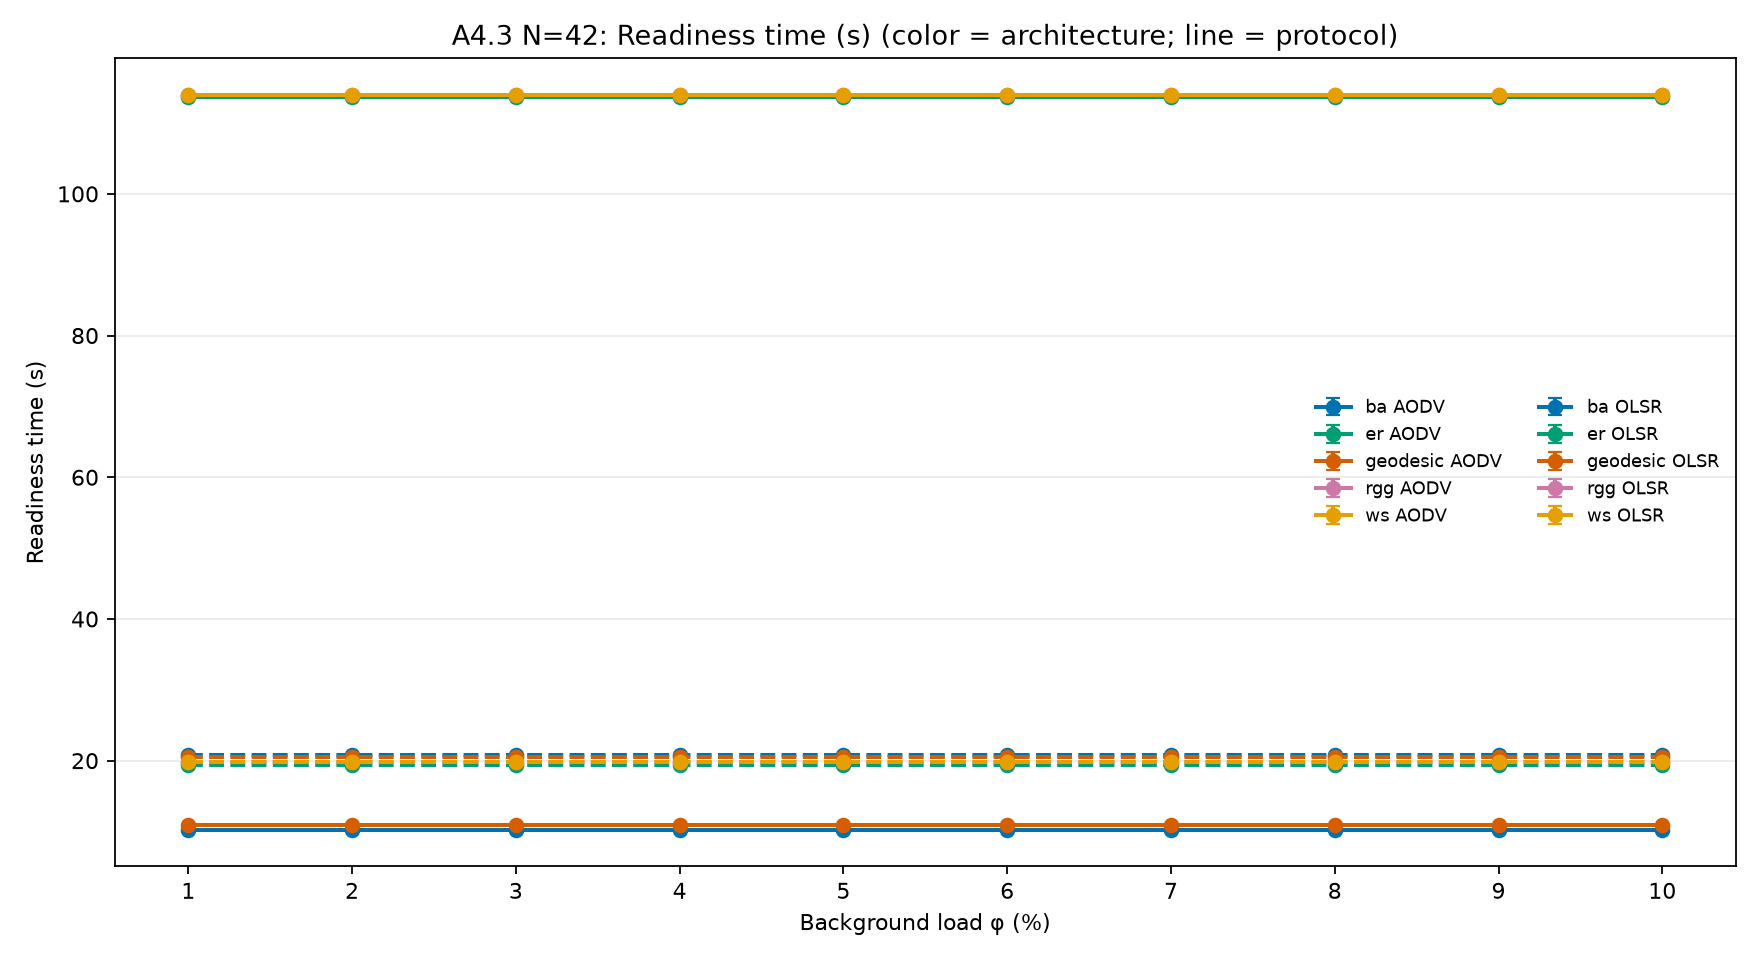 A4.3 N=42: Readiness time (s) (color = architecture; line = protocol)
Readiness time (s)
100
80
60
40
20
ba AODV
er AODV
geodesic AODV
rgg AODV
ws AODV
ba OLSR
er OLSR
geodesic OLSR
rgg OLSR
ws OLSR
1 2 3 4 5 6 7 8 9 10
Background load φ (%)